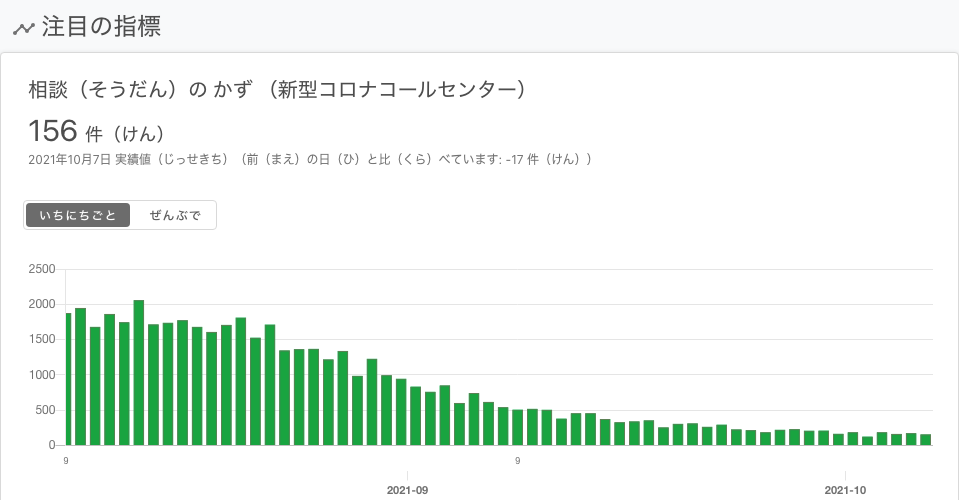 注目の指標
相談（そうだん）の かず （新型コロナコールセンター）
156 件（けん）
2021年10月7日 実績値（じっせきち）（前（まえ）の日（ひ）と比（くら）べています: -17 件（けん））
いちにちごと ぜんぶで
2500
2000
1500
1000
500
0
9 9
2021-09 2021-10